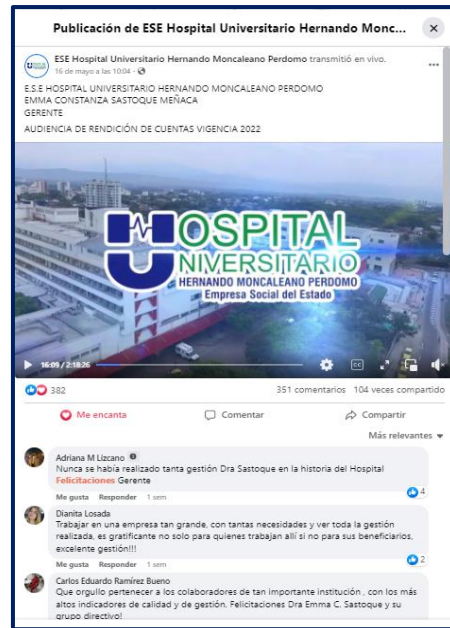 Publicación de ESE Hospital Universitario Hernando Monc...
ESE Hospital Universitario Hernando Moncaleano Perdomo transmitió en vivo.
16 de mayo a las 10:04 ·
E.S.E HOSPITAL UNIVERSITARIO HERNANDO MONCALEANO PERDOMO
EMMA CONSTANZA SASTOQUE MEÑACA
GERENTE
AUDIENCIA DE RENDICIÓN DE CUENTAS VIGENCIA 2022
HOSPITAL
UNIVERSITARIO
HERNANDO MONCALEANO PERDOMO
Empresa Social del Estado
16:09 / 2:18:26
CC
382
351 comentarios 104 veces compartido
Me encanta Comentar Compartir
Más relevantes
Adriana M Lizcano
Nunca se había realizado tanta gestión Dra Sastoque en la historia del Hospital
Felicitaciones Gerente
Me gusta Responder 1 sem
4
Dianita Losada
Trabajar en una empresa tan grande, con tantas necesidades y ver toda la gestión
realizada, es gratificante no solo para quienes trabajan allí si no para sus beneficiarios,
excelente gestión!!!
Me gusta Responder 1 sem
2
Carlos Eduardo Ramírez Bueno
Que orgullo pertenecer a los colaboradores de tan importante institución , con los más
altos indicadores de calidad y de gestión. Felicitaciones Dra Emma C. Sastoque y su
grupo directivo!